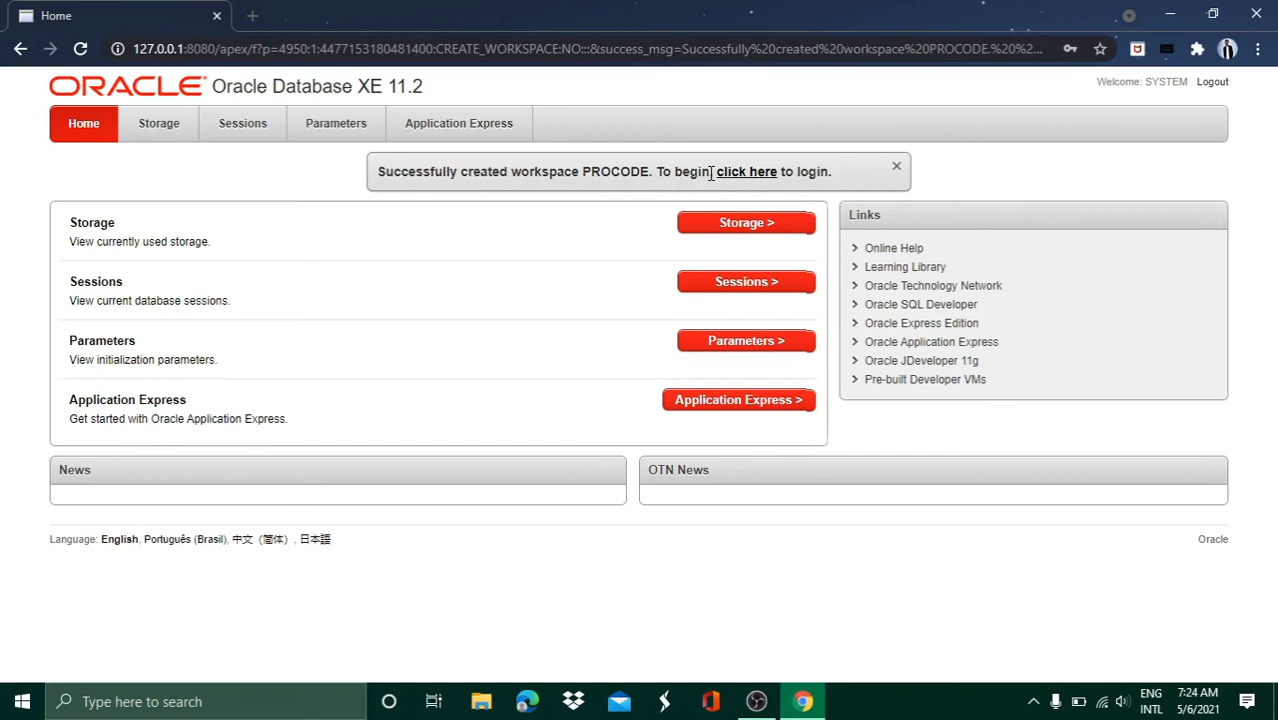 Home
127.0.0.1:8080/apex/f?p=4950:1:4477153180481400:CREATE_WORKSPACE:NO:::&success_msg=Successfully%20created%20workspace%20PROCODE.%20%2...
ORACLE Oracle Database XE 11.2
Welcome: SYSTEM Logout
Home Storage Sessions Parameters Application Express
Successfully created workspace PROCODE. To begin click here to login.
Storage
View currently used storage.
Storage >
Sessions
View current database sessions.
Sessions >
Parameters
View initialization parameters.
Parameters >
Application Express
Get started with Oracle Application Express.
Application Express >
Links
Online Help
Learning Library
Oracle Technology Network
Oracle SQL Developer
Oracle Express Edition
Oracle Application Express
Oracle JDeveloper 11g
Pre-built Developer VMs
News
OTN News
Language: English, Português (Brasil), 中文（简体）, 日本語
Oracle
Type here to search
ENG
INTL
7:24 AM
5/6/2021